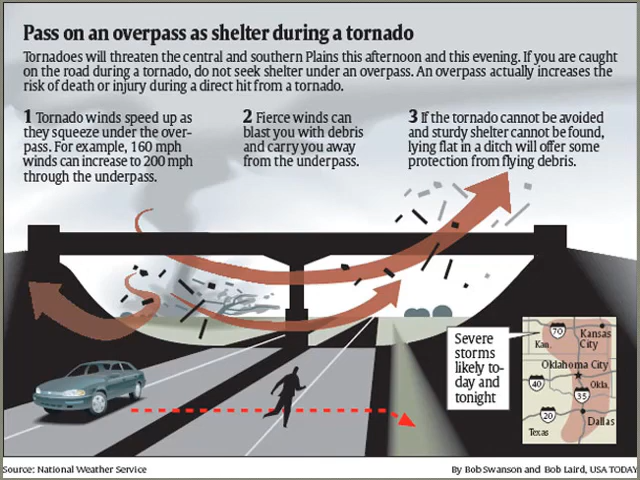 Pass on an overpass as shelter during a tornado
Tornadoes will threaten the central and southern Plains this afternoon and this evening. If you are caught
on the road during a tornado, do not seek shelter under an overpass. An overpass actually increases the
risk of death or injury during a direct hit from a tornado.
1 Tornado winds speed up as
they squeeze under the over-
pass. For example, 160 mph
winds can increase to 200 mph
through the underpass.
2 Fierce winds can
blast you with debris
and carry you away
from the underpass.
3 If the tornado cannot be avoided
and sturdy shelter cannot be found,
lying flat in a ditch will offer some
protection from flying debris.
Severe
storms
likely to-
day and
tonight
70
Kan.
Kansas
City
Oklahoma City
40
Okla.
35
20
Dallas
Texas
Source: National Weather Service
By Bob Swanson and Bob Laird, USA TODAY